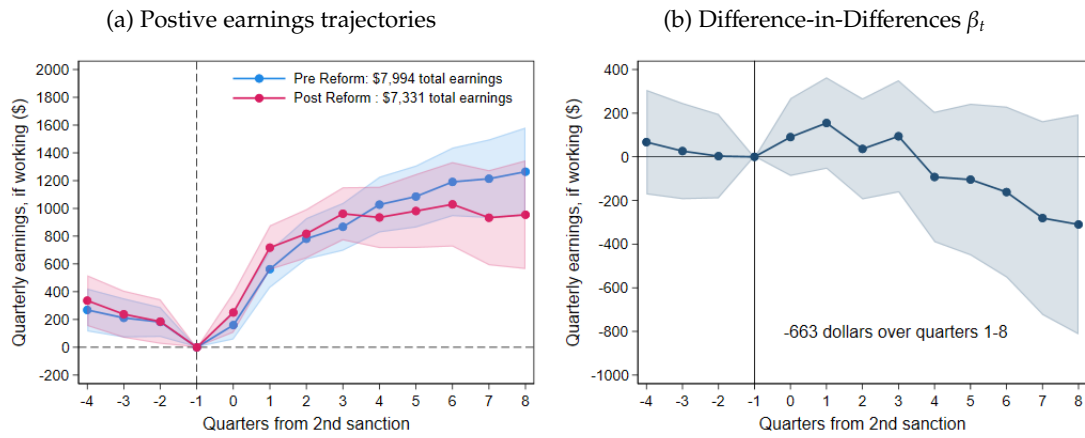 (a) Postive earnings trajectories
Quarterly earnings, if working ($)
2000
1800
1600
1400
1200
1000
800
600
400
200
0
-200
Pre Reform: $7,994 total earnings
Post Reform : $7,331 total earnings
-4 -3 -2 -1 0 1 2 3 4 5 6 7 8
Quarters from 2nd sanction
(b) Difference-in-Differences βt
Quarterly earnings, if working ($)
400
200
0
-200
-400
-600
-800
-1000
-663 dollars over quarters 1-8
-4 -3 -2 -1 0 1 2 3 4 5 6 7 8
Quarters from 2nd sanction